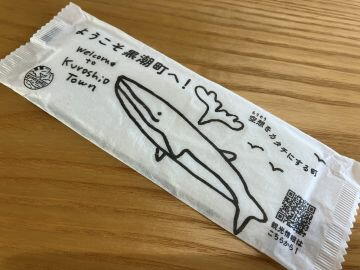 ようこそ黒潮町へ!
Welcome
to
Kuroshio
Town
空想をカタチにする町
観光情報は
こちらから!